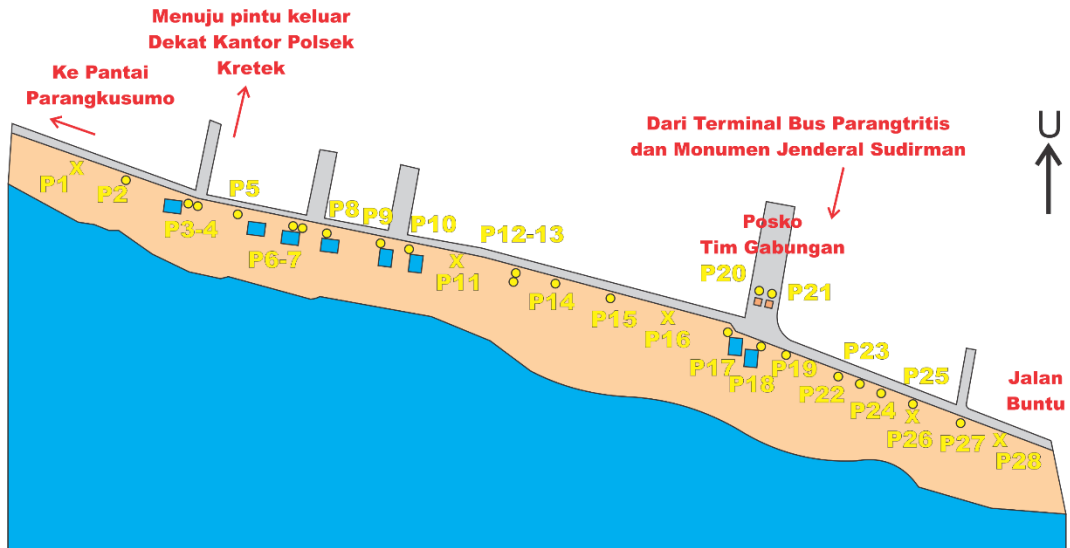 Menuju pintu keluar
Dekat Kantor Polsek
Kretek
Ke Pantai
Parangkusumo
Dari Terminal Bus Parangtritis
dan Monumen Jenderal Sudirman
U
Posko
Tim Gabungan
Jalan
Buntu
X
P1
P2
P3-4
P5
P6-7
P8
P9
P10
X
P11
P12-13
P14
P15
X
P16
P17
P18
P19
P20
P21
P22
P23
P24
P25
X
P26
P27
X
P28